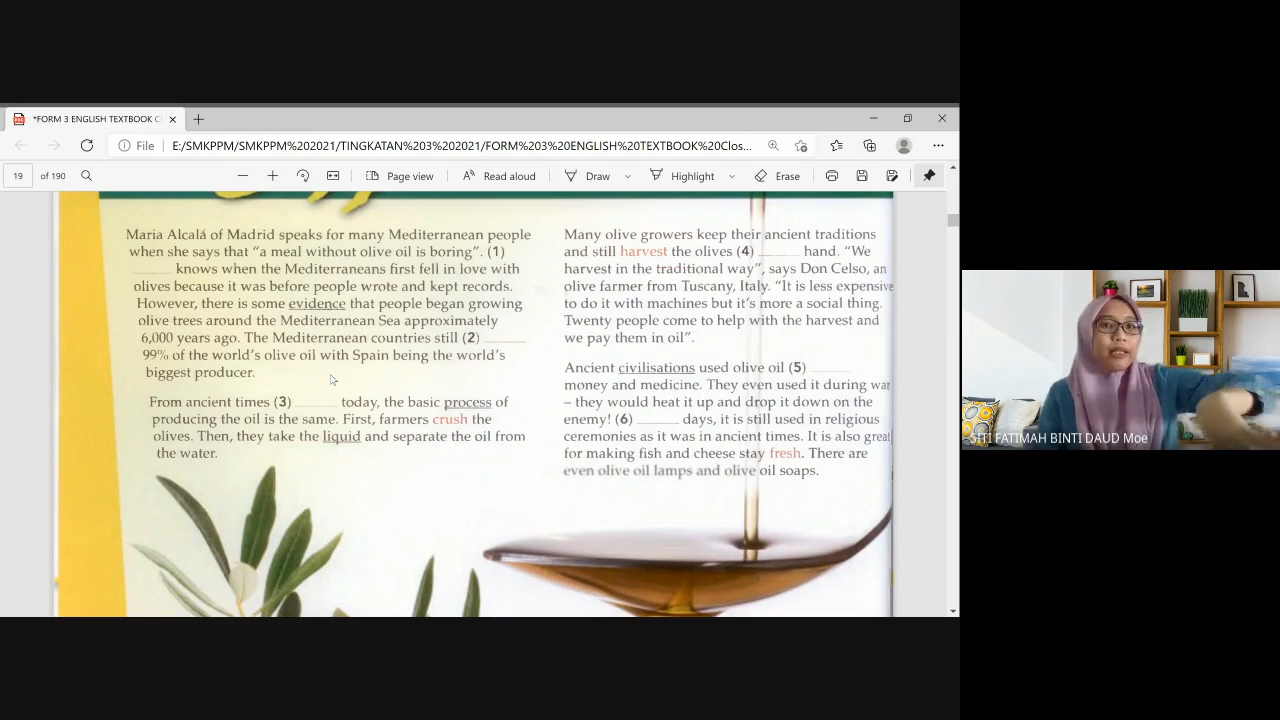 *FORM 3 ENGLISH TEXTBOOK C
File
E:/SMKPPM/SMKPPM%202021/TINGKATAN%203%202021/FORM%203%20ENGLISH%20TEXTBOOK%20Clos...
19 of 190
Page view
Read aloud
Draw
Highlight
Erase
Maria Alcalá of Madrid speaks for many Mediterranean people
when she says that “a meal without olive oil is boring”. (1)
______ knows when the Mediterraneans first fell in love with
olives because it was before people wrote and kept records.
However, there is some evidence that people began growing
olive trees around the Mediterranean Sea approximately
6,000 years ago. The Mediterranean countries still (2) ______
99% of the world's olive oil with Spain being the world's
biggest producer.
From ancient times (3) ______ today, the basic process of
producing the oil is the same. First, farmers crush the
olives. Then, they take the liquid and separate the oil from
the water.
Many olive growers keep their ancient traditions
and still harvest the olives (4) ______ hand. “We
harvest in the traditional way”, says Don Celso, an
olive farmer from Tuscany, Italy. “It is less expensive
to do it with machines but it's more a social thing.
Twenty people come to help with the harvest and
we pay them in oil”.
Ancient civilisations used olive oil (5) ______
money and medicine. They even used it during war
– they would heat it up and drop it down on the
enemy! (6) ______ days, it is still used in religious
ceremonies as it was in ancient times. It is also great
for making fish and cheese stay fresh. There are
even olive oil lamps and olive oil soaps.
SITI FATIMAH BINTI DAUD Moe